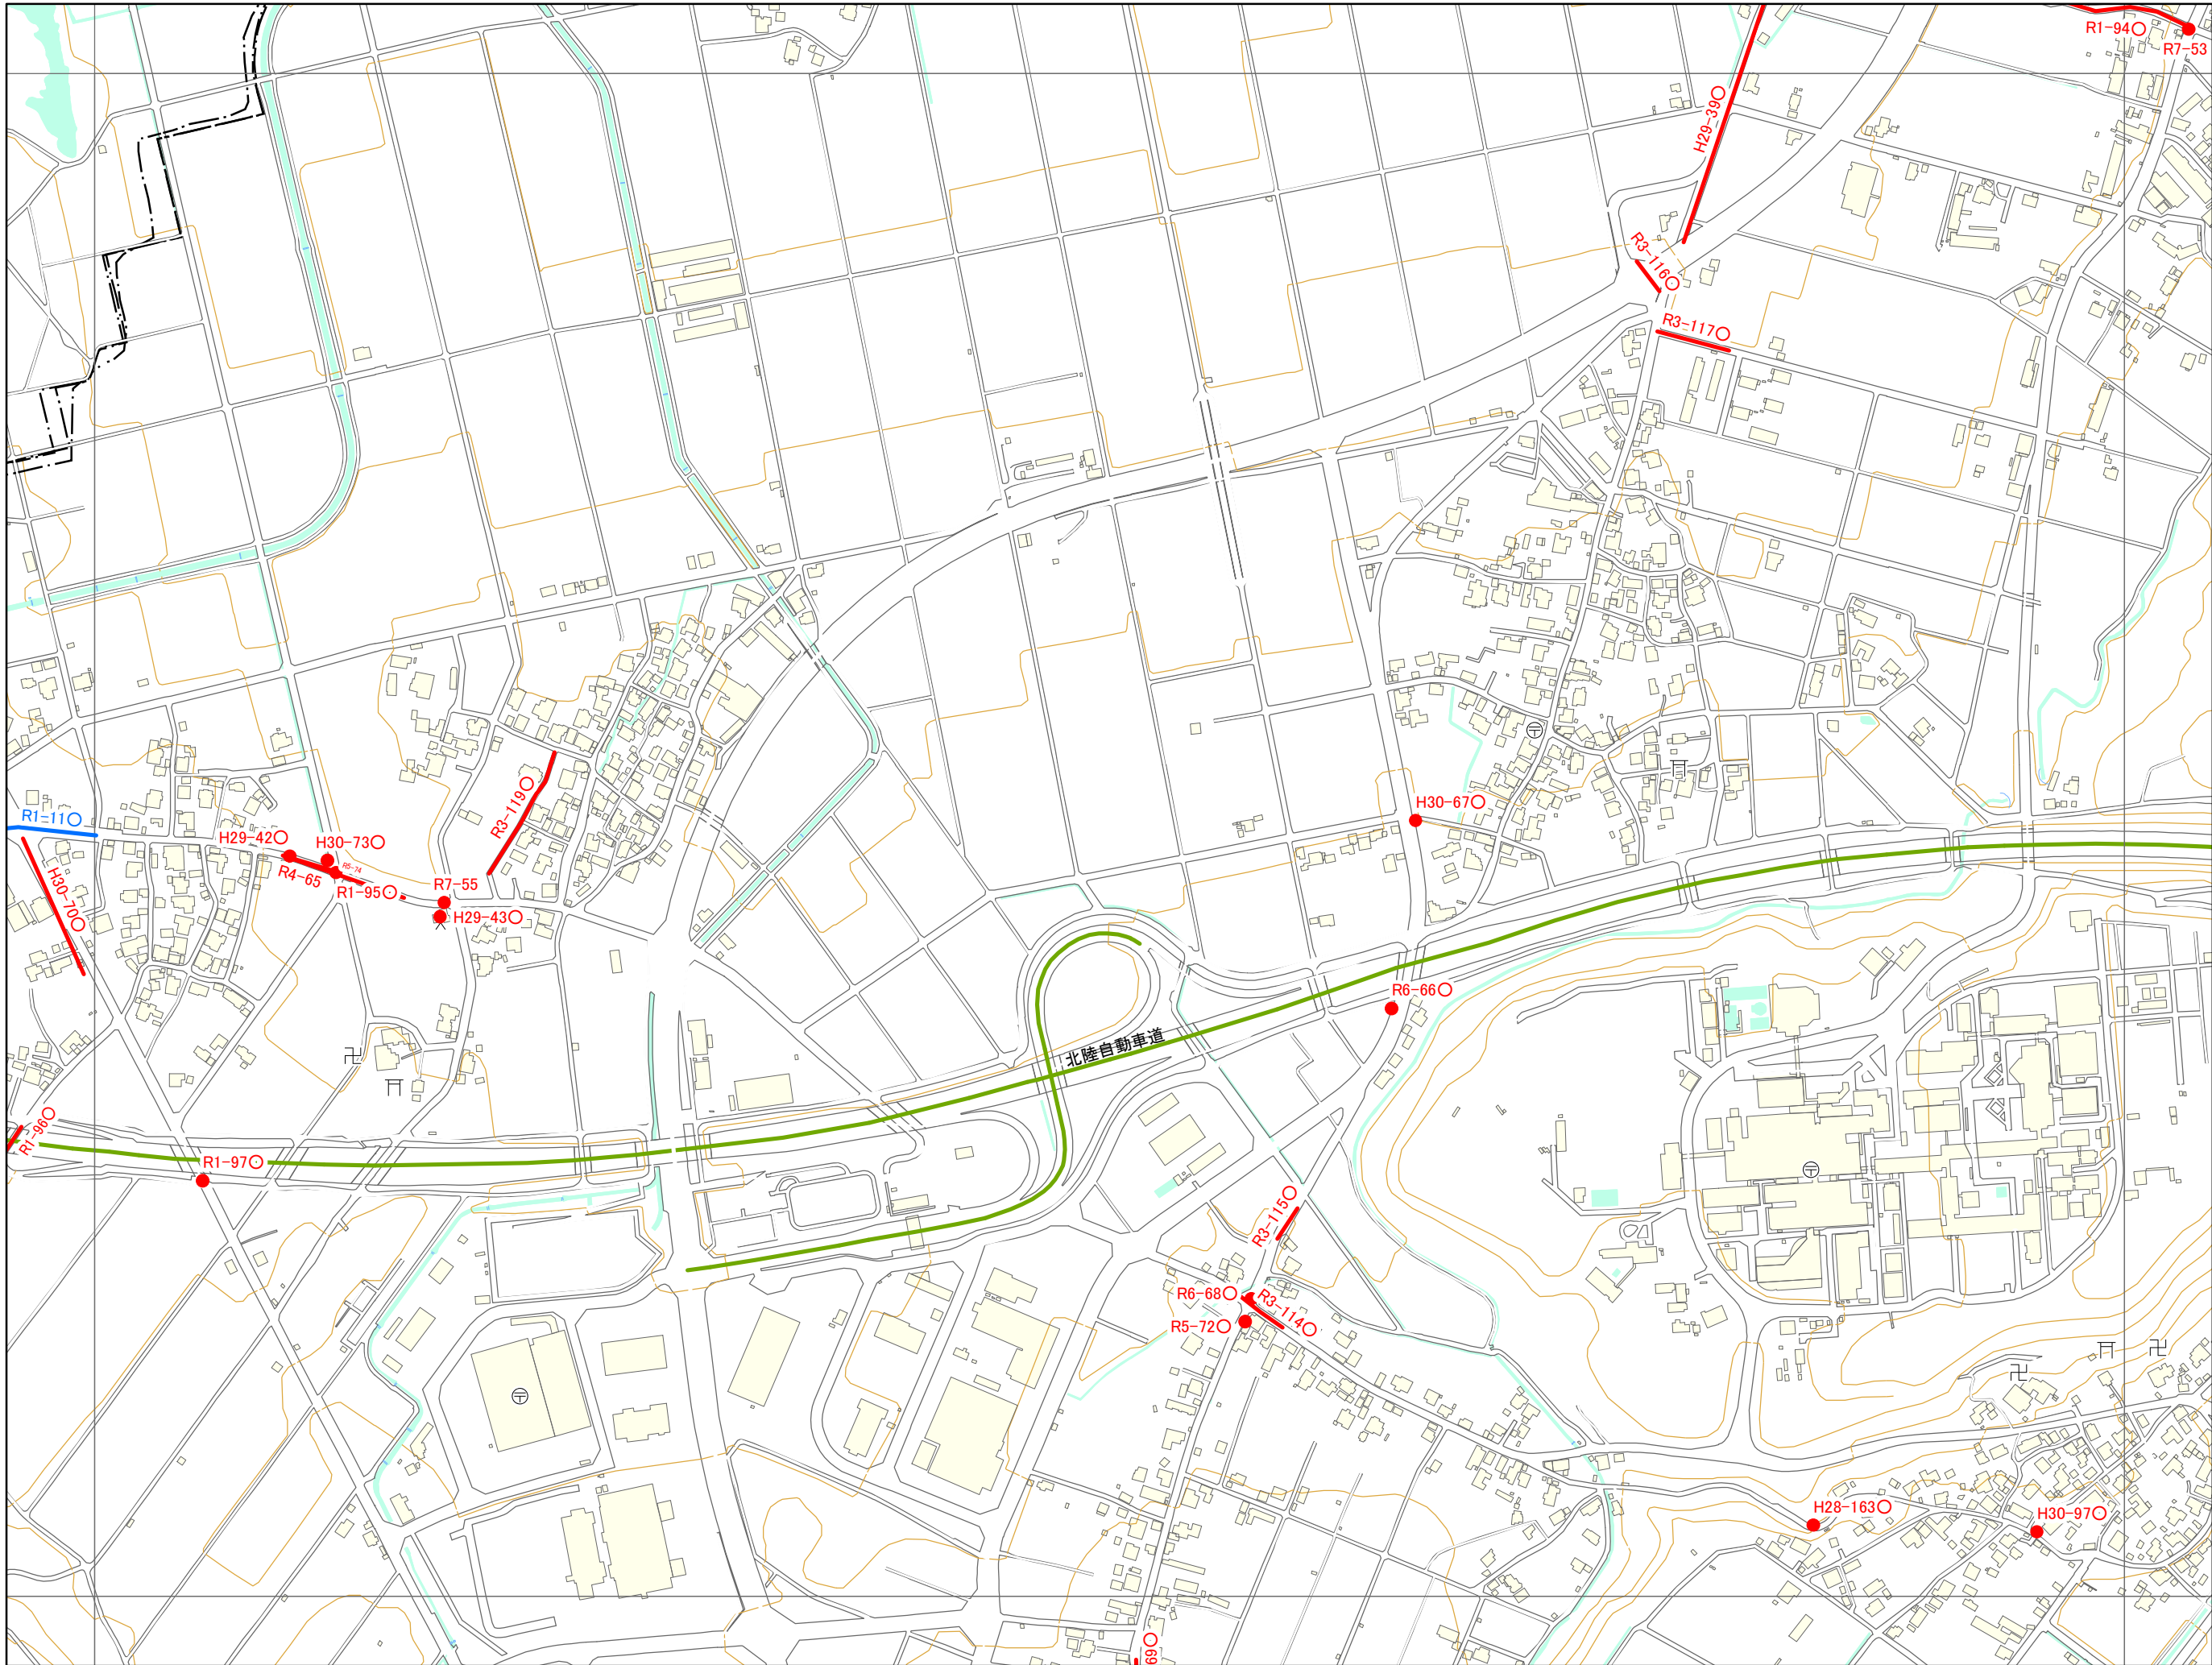 R1-94○
R7-53
H29-39○
R3-116○
R3-117○
R3-119○
H30-67○
R1-11○
H29-42○
H30-73○
R5-74
R4-65
R1-95○
R7-55
H29-43○
H30-70○
R6-66○
北陸自動車道
R1-96○
R1-97○
R3-115○
R6-68○
R3-114○
R5-72○
H28-163○
H30-97○